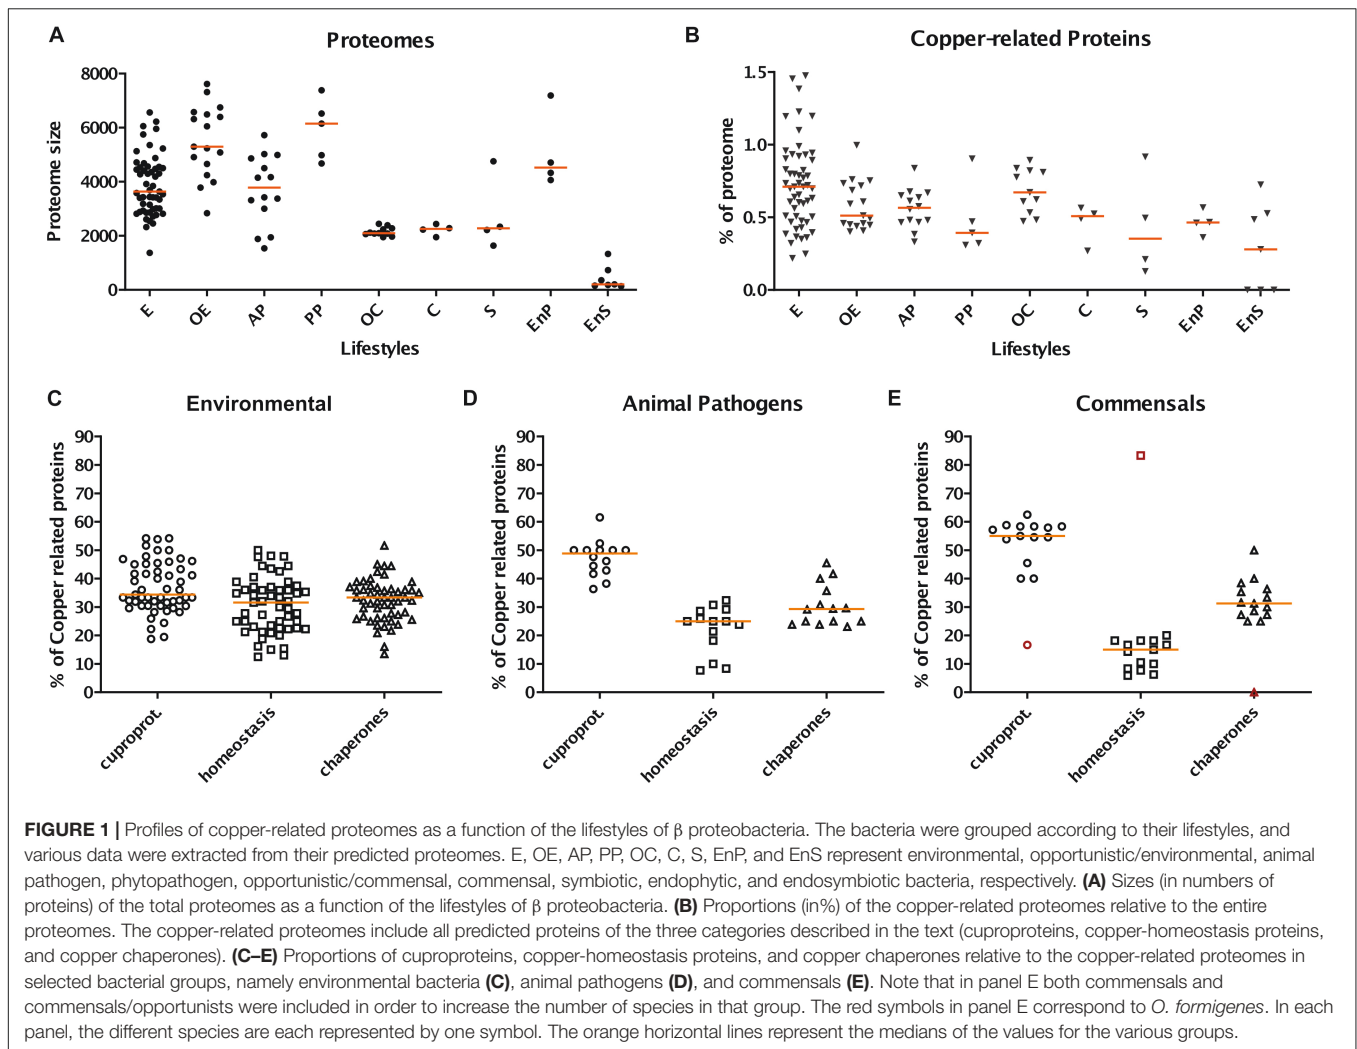 A
Proteomes
Proteome size
8000
6000
4000
2000
0
E
OE
AP
PP
OC
C
S
EnP
EnS
Lifestyles
B
Copper-related Proteins
% of proteome
1.5
1.0
0.5
0.0
E
OE
AP
PP
OC
C
S
EnP
EnS
Lifestyles
C
Environmental
% of Copper related proteins
90
80
70
60
50
40
30
20
10
0
cuproprot.
homeostasis
chaperones
D
Animal Pathogens
% of Copper related proteins
90
80
70
60
50
40
30
20
10
0
cuproprot.
homeostasis
chaperones
E
Commensals
% of Copper related proteins
90
80
70
60
50
40
30
20
10
0
cuproprot
homeostasis
chaperones
FIGURE 1 | Profiles of copper-related proteomes as a function of the lifestyles of β proteobacteria. The bacteria were grouped according to their lifestyles, and
various data were extracted from their predicted proteomes. E, OE, AP, PP, OC, C, S, EnP, and EnS represent environmental, opportunistic/environmental, animal
pathogen, phytopathogen, opportunistic/commensal, commensal, symbiotic, endophytic, and endosymbiotic bacteria, respectively. (A) Sizes (in numbers of
proteins) of the total proteomes as a function of the lifestyles of β proteobacteria. (B) Proportions (in%) of the copper-related proteomes relative to the entire
proteomes. The copper-related proteomes include all predicted proteins of the three categories described in the text (cuproproteins, copper-homeostasis proteins,
and copper chaperones). (C–E) Proportions of cuproproteins, copper-homeostasis proteins, and copper chaperones relative to the copper-related proteomes in
selected bacterial groups, namely environmental bacteria (C), animal pathogens (D), and commensals (E). Note that in panel E both commensals and
commensals/opportunists were included in order to increase the number of species in that group. The red symbols in panel E correspond to O. formigenes. In each
panel, the different species are each represented by one symbol. The orange horizontal lines represent the medians of the values for the various groups.